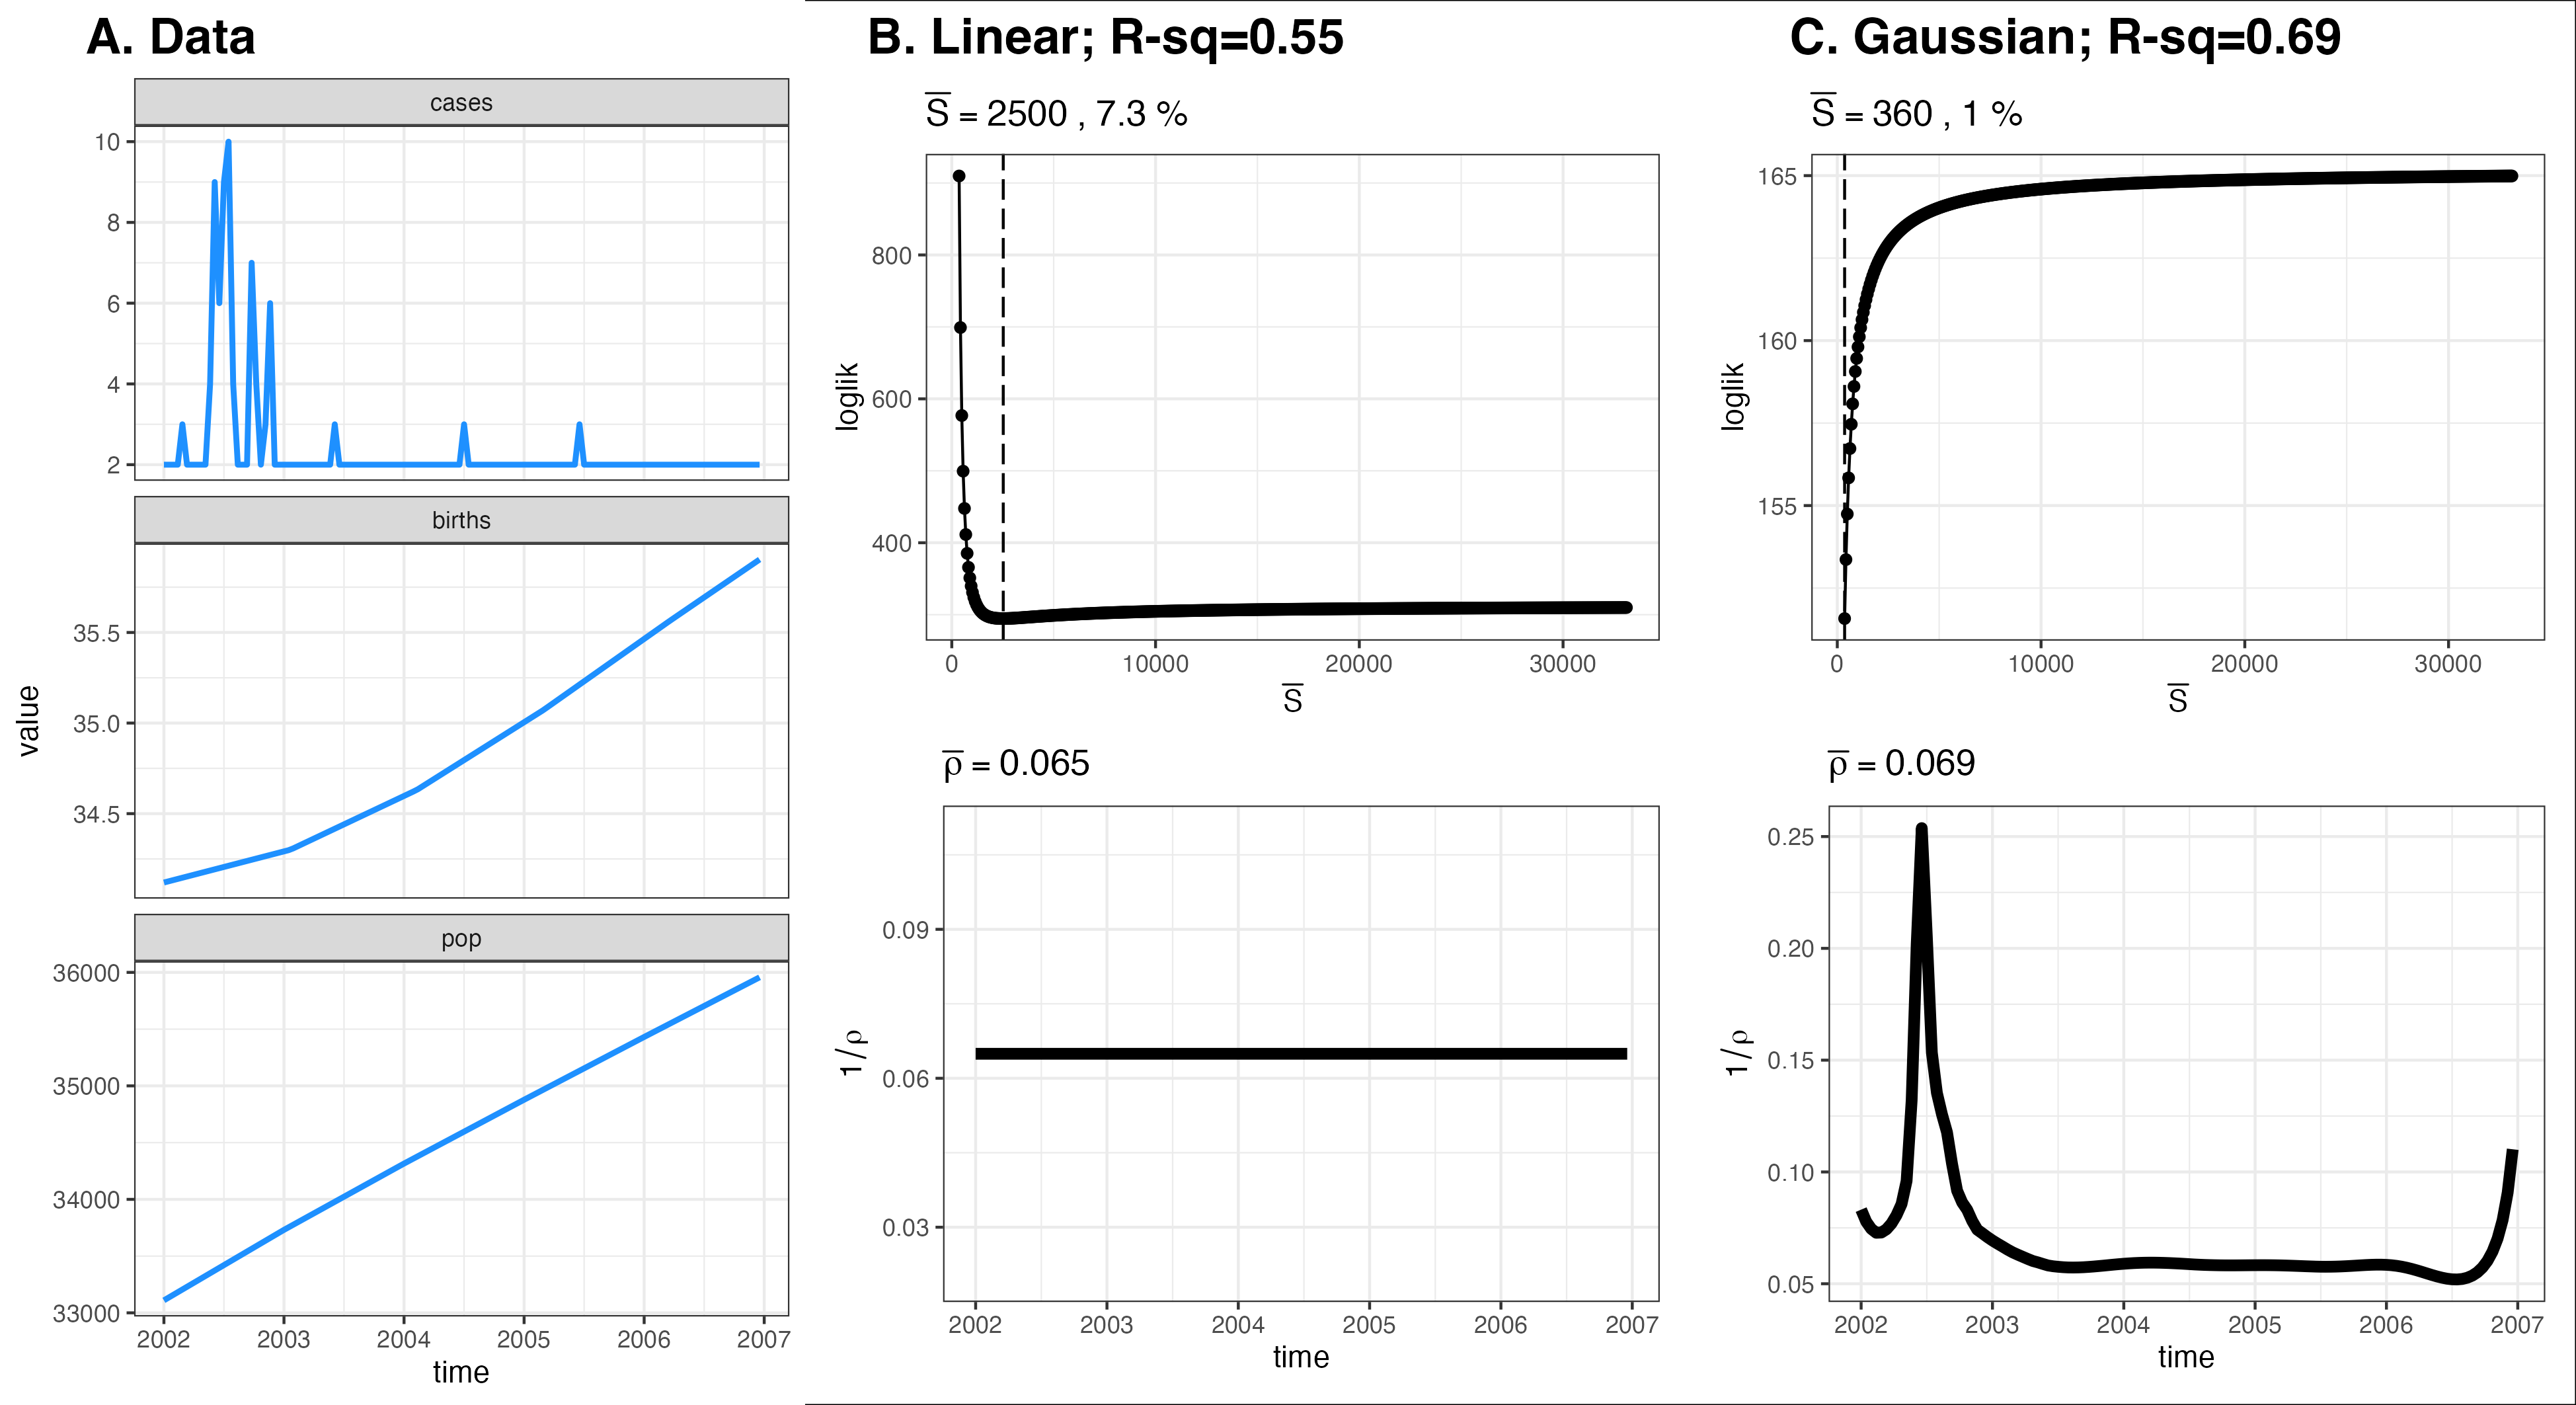 A. Data
cases
10
8
6
4
2
births
35.5
35.0
34.5
pop
36000
35000
34000
33000
2002 2003 2004 2005 2006 2007
time
value
B. Linear; R-sq=0.55
S̅ = 2500 , 7.3 %
800
600
400
loglik
0 10000 20000 30000
S̅
ρ̅ = 0.065
0.09
0.06
0.03
1/ρ
2002 2003 2004 2005 2006 2007
time
C. Gaussian; R-sq=0.69
S̅ = 360 , 1 %
165
160
155
loglik
0 10000 20000 30000
S̅
ρ̅ = 0.069
0.25
0.20
0.15
0.10
0.05
1/ρ
2002 2003 2004 2005 2006 2007
time